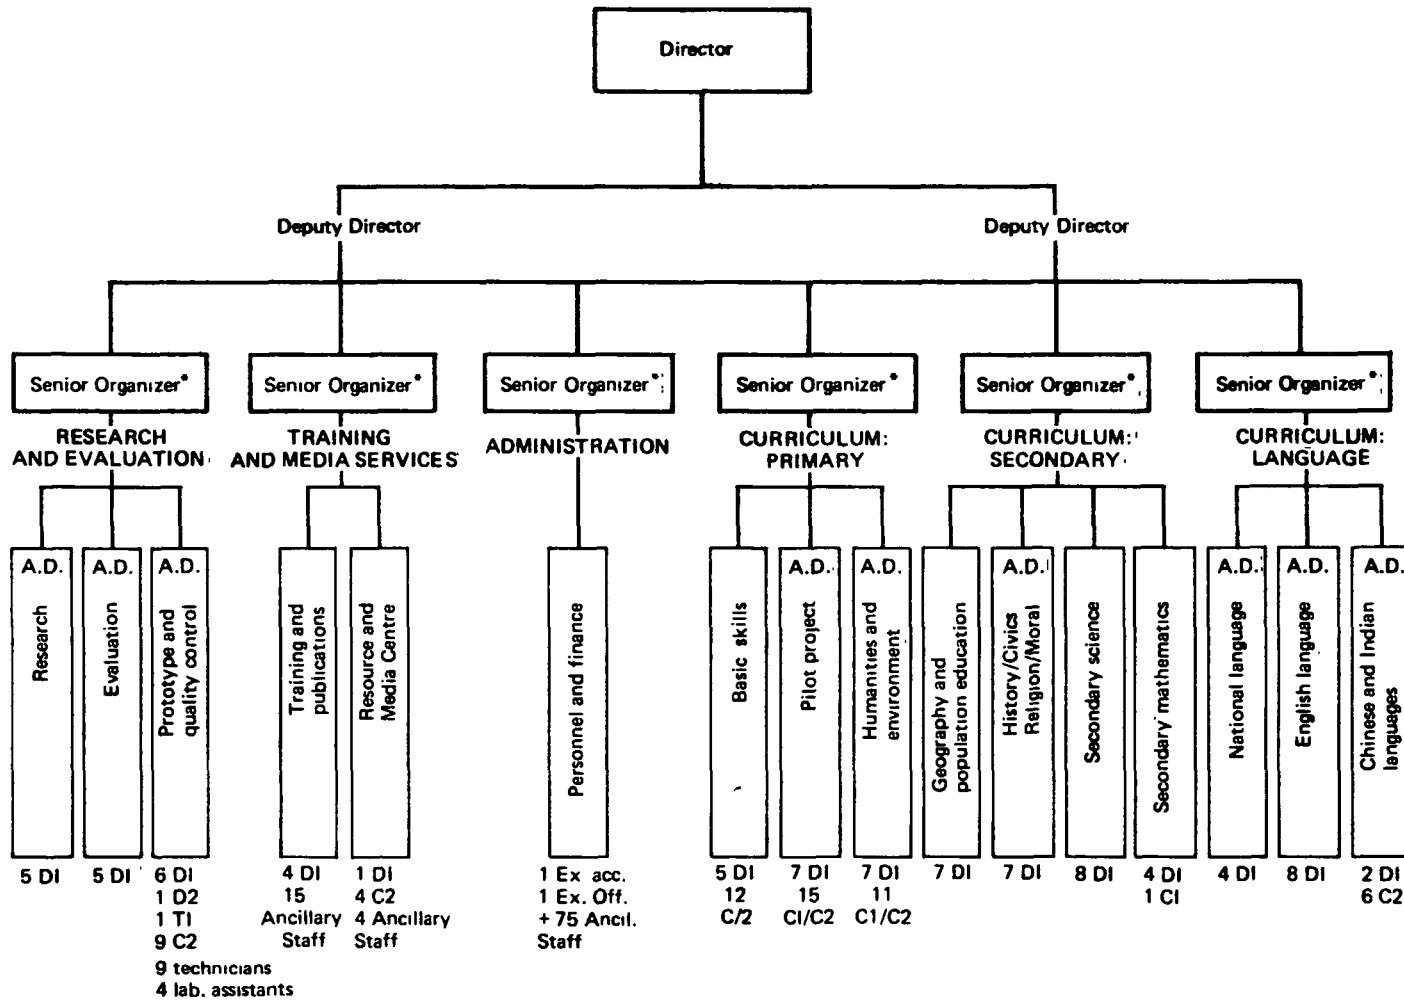 Director
Deputy Director
Deputy Director
Senior Organizer*
Senior Organizer*
Senior Organizer*
Senior Organizer*
Senior Organizer*
Senior Organizer*
RESEARCH
AND EVALUATION
TRAINING
AND MEDIA SERVICES
ADMINISTRATION
CURRICULUM:
PRIMARY
CURRICULUM:
SECONDARY
CURRICULUM:
LANGUAGE
A.D.
Research
5 DI
A.D.
Evaluation
5 DI
A.D.
Prototype and
quality control
6 DI
1 D2
1 TI
9 C2
9 technicians
4 lab. assistants
Training and
publications
4 DI
15
Ancillary
Staff
A.D.
Resource and
Media Centre
1 DI
4 C2
4 Ancillary
Staff
Personnel and finance
1 Ex acc.
1 Ex. Off.
+ 75 Ancil.
Staff
Basic skills
5 DI
12
C/2
A.D.
Pilot project
7 DI
15
CI/C2
A.D.
Humanities and
environment
7 DI
11
C1/C2
Geography and
population education
7 DI
A.D.
History/Civics
Religion/Moral
7 DI
Secondary science
8 DI
Secondary mathematics
4 DI
1 CI
A.D.
National language
4 DI
A.D.
English language
8 DI
A.D.
Chinese and Indian
languages
2 DI
6 C2